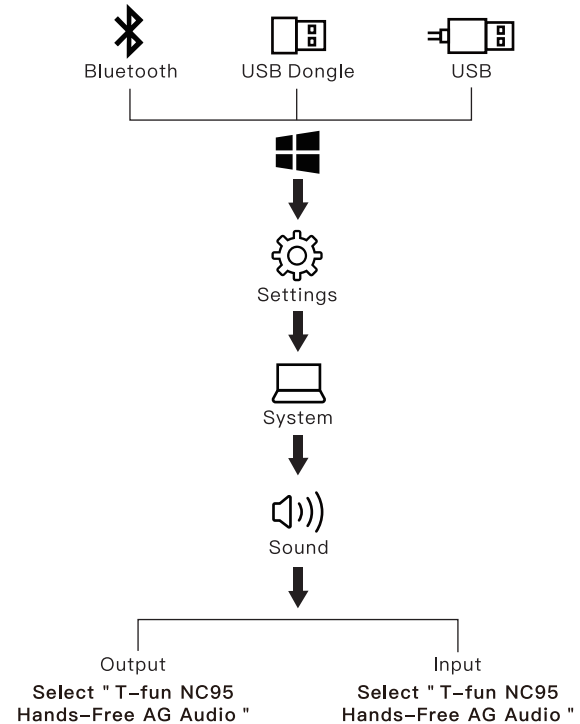 Bluetooth
USB Dongle
USB
Settings
System
Sound
Output
Select " T-fun NC95
Hands-Free AG Audio "
Input
Select " T-fun NC95
Hands-Free AG Audio "